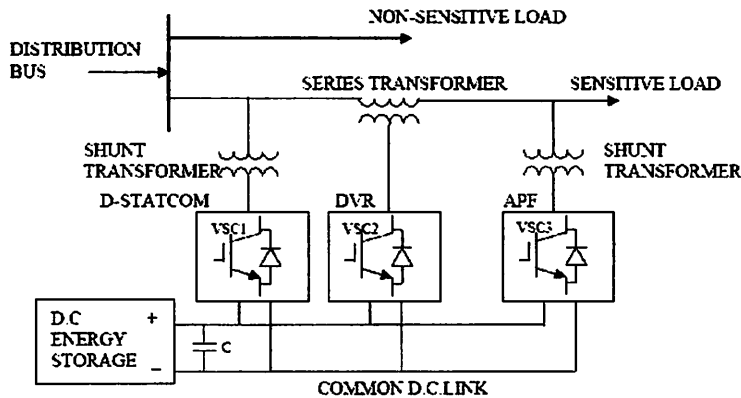 NON-SENSITIVE LOAD
DISTRIBUTION
BUS
SERIES TRANSFORMER
SENSITIVE LOAD
SHUNT
TRANSFORMER
SHUNT
TRANSFORMER
D-STATCOM
DVR
APF
VSC1
VSC2
VSC3
D.C
ENERGY
STORAGE
+
−
C
COMMON D.C.LINK